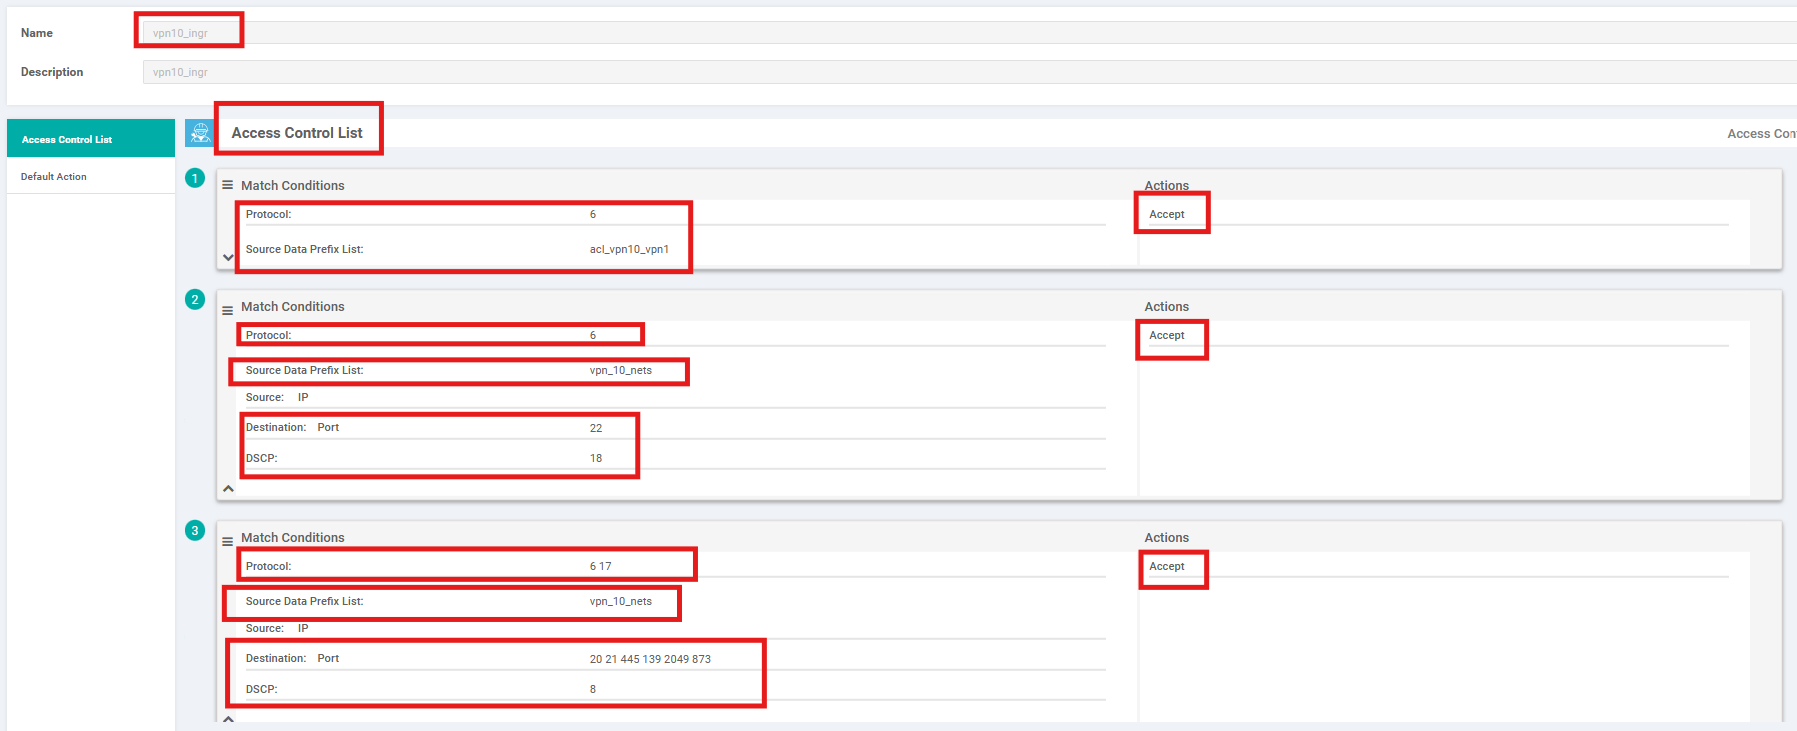 Name vpn10_ingr
Description vpn10_ingr
Access Control List
Default Action
Access Control List
Access Con
1
Match Conditions Actions
Protocol: 6 Accept
Source Data Prefix List: acl_vpn10_vpn1
2
Match Conditions Actions
Protocol: 6 Accept
Source Data Prefix List: vpn_10_nets
Source: IP
Destination: Port 22
DSCP: 18
3
Match Conditions Actions
Protocol: 6 17 Accept
Source Data Prefix List: vpn_10_nets
Source: IP
Destination: Port 20 21 445 139 2049 873
DSCP: 8